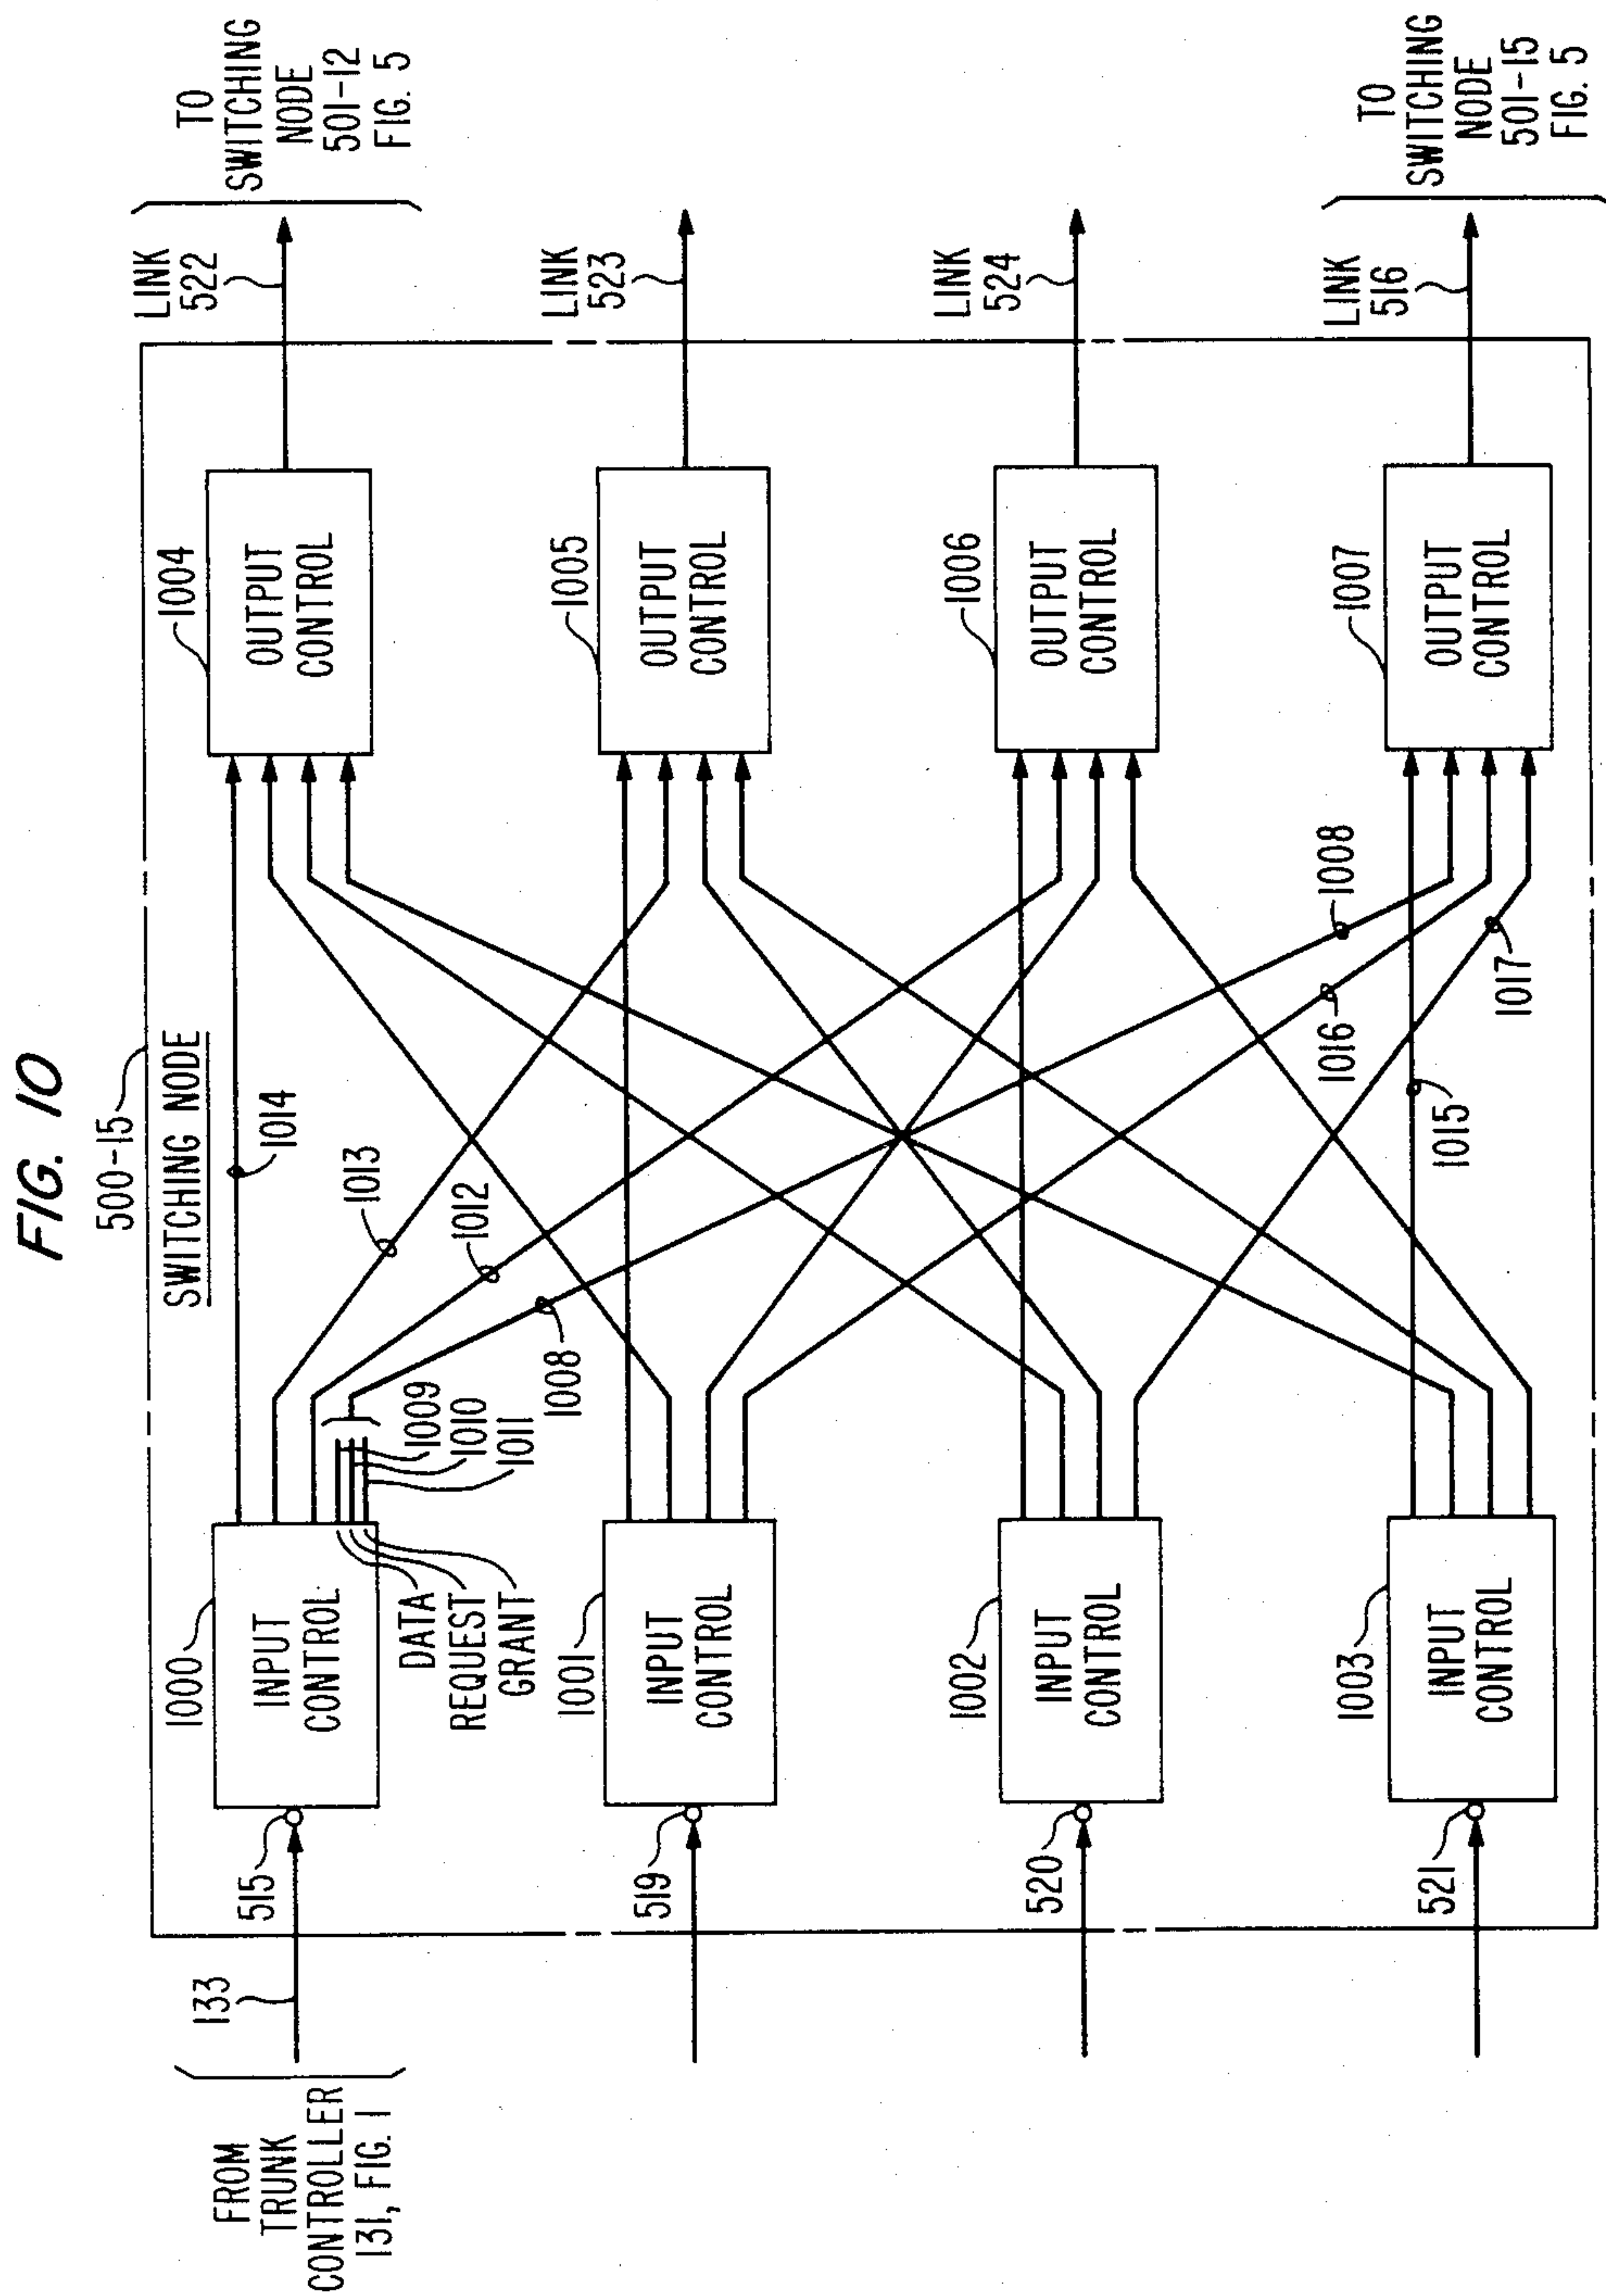 FIG. 10
500-15
SWITCHING NODE
FROM
TRUNK
CONTROLLER
131, FIG. 1
133
515
1000
INPUT
CONTROL
DATA
REQUEST
GRANT
1009
1010
1011
1008
1012
1013
1014
1004
OUTPUT
CONTROL
LINK
522
TO
SWITCHING
NODE
501-12
FIG. 5
519
1001
INPUT
CONTROL
1005
OUTPUT
CONTROL
LINK
523
520
1002
INPUT
CONTROL
1006
OUTPUT
CONTROL
LINK
524
521
1003
INPUT
CONTROL
1015
1016
1017
1008
1007
OUTPUT
CONTROL
LINK
516
TO
SWITCHING
NODE
501-15
FIG. 5